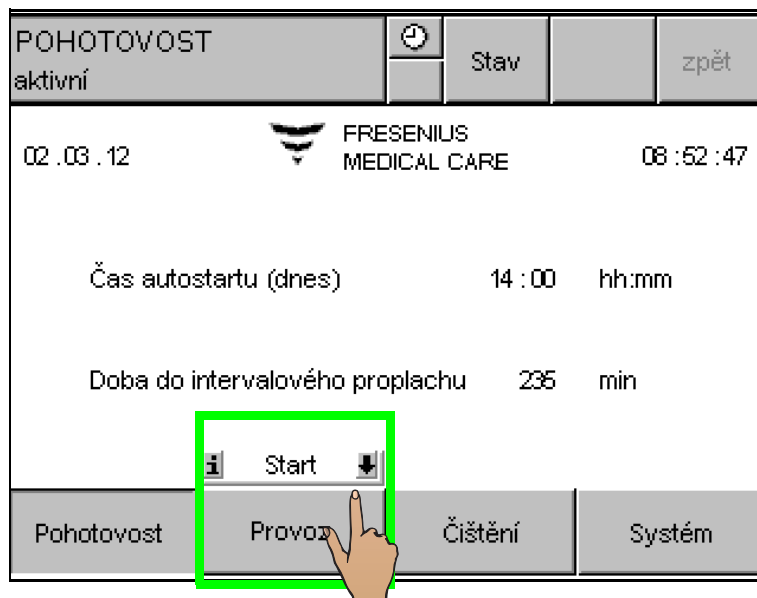 POHOTOVOST
aktivní
Stav
zpět
02.03.12
FRESENIUS
MEDICAL CARE
08:52:47
Čas autostartu (dnes) 14:00 hh:mm
Doba do intervalového proplachu 235 min
i Start
Pohotovost
Provoz
Čištění
Systém